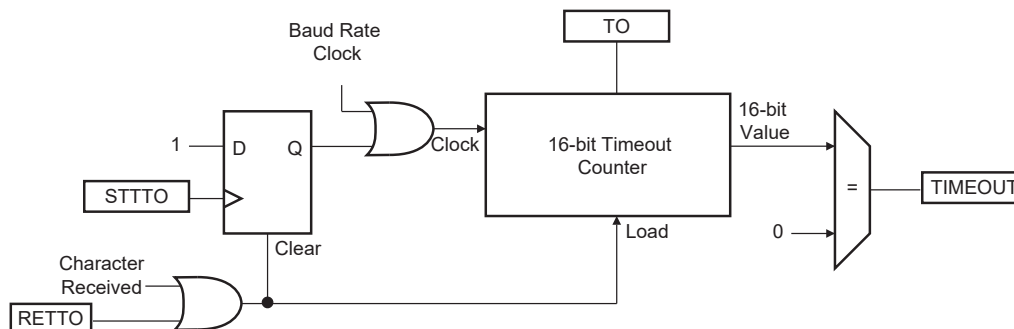 Baud Rate
Clock
TO
1
D
Q
Clock
16-bit Timeout
Counter
16-bit
Value
STTTO
=
TIMEOUT
Clear
Load
0
Character
Received
RETTO